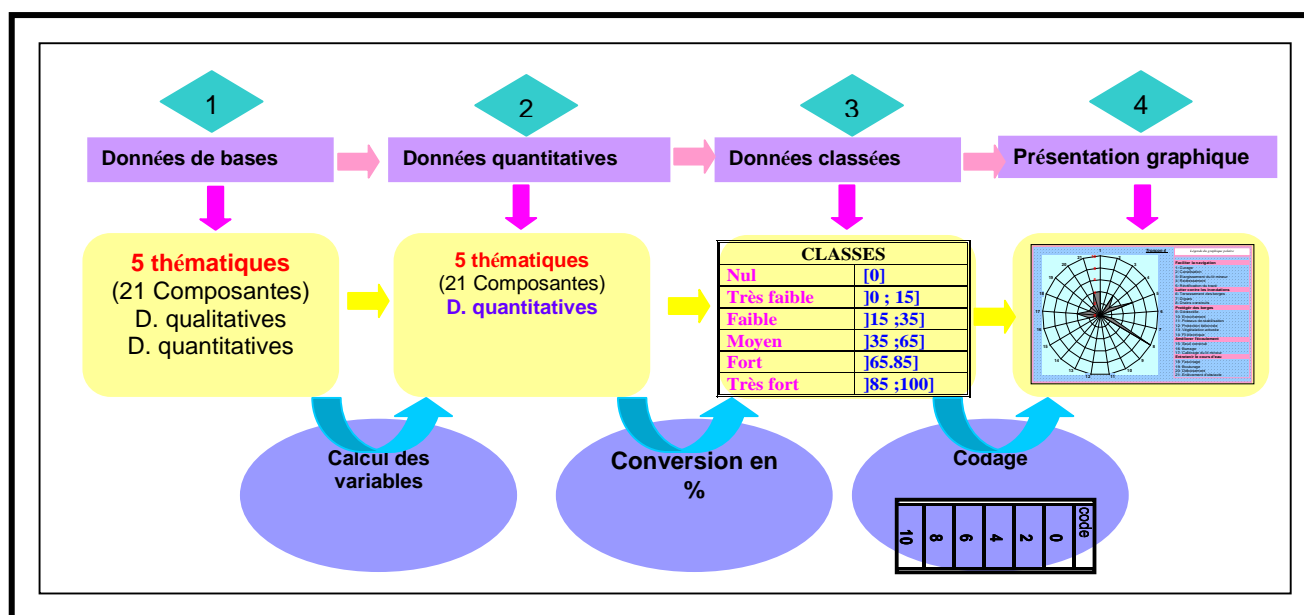 1
2
3
4
Données de bases
Données quantitatives
Données classées
Présentation graphique
5 thématiques
(21 Composantes)
D. qualitatives
D. quantitatives
5 thématiques
(21 Composantes)
D. quantitatives
CLASSES
Nul [0]
Très faible ]0 ; 15]
Faible ]15 ;35]
Moyen ]35 ;65]
Fort ]65.85]
Très fort ]85 ;100]
Calcul des
variables
Conversion en
%
Codage
code
0
2
4
6
8
10